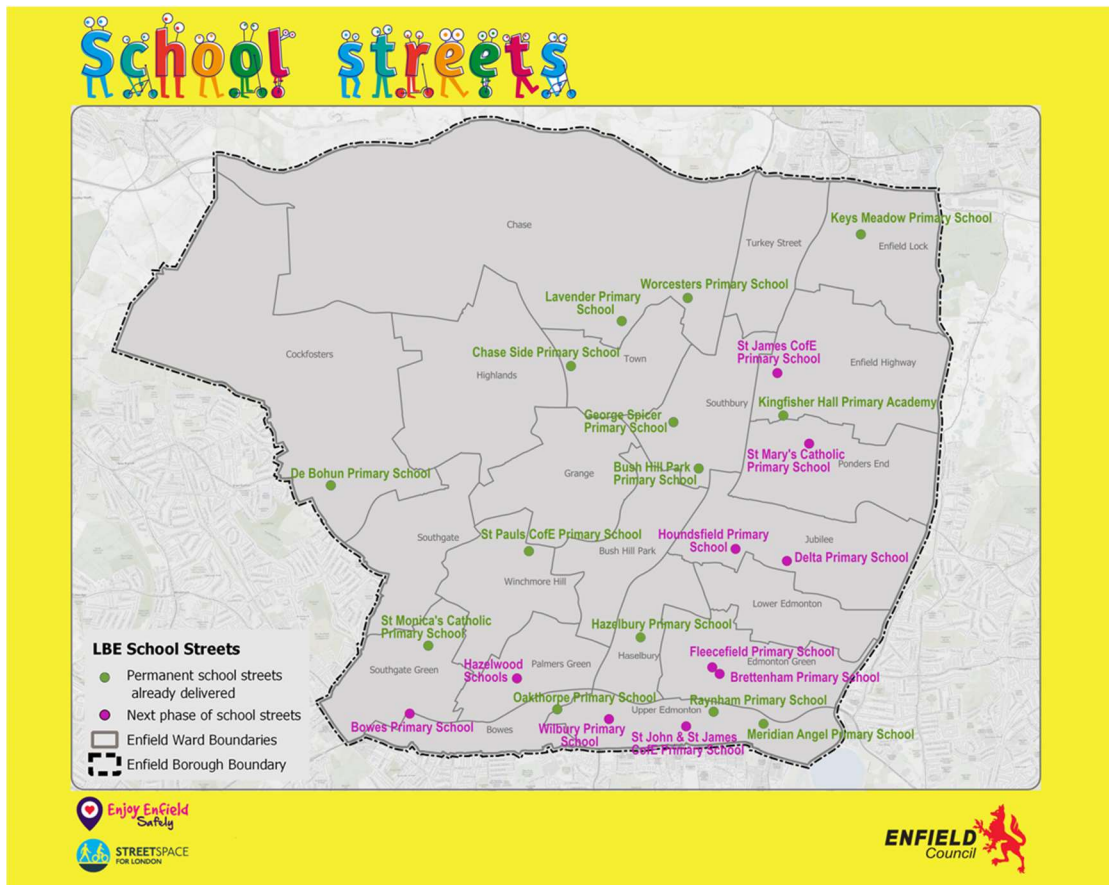 School streets
Chase
Turkey Street
Keys Meadow Primary School
Enfield Lock
Worcesters Primary School
Lavender Primary
School
St James CofE
Primary School
Chase Side Primary School
Town
Cockfosters
Highlands
Enfield Highway
Southbury
Kingfisher Hall Primary Academy
George Spicer
Primary School
St Mary's Catholic
Primary School
Ponders End
De Bohun Primary School
Grange
Bush Hill Park
Primary School
Southgate
St Pauls CofE Primary School
Bush Hill Park
Houndsfield Primary
School
Jubilee
Delta Primary School
Winchmore Hill
Lower Edmonton
St Monica's Catholic
Primary School
Hazelbury Primary School
Haselbury
Fleecefield Primary School
Edmonton Green
Brettenham Primary School
Southgate Green
Hazelwood
Schools
Palmers Green
Oakthorpe Primary School
Raynham Primary School
Upper Edmonton
Bowes Primary School
Bowes
Wilbury Primary
School
St John & St James
CofE Primary School
Meridian Angel Primary School
LBE School Streets
Permanent school streets
already delivered
Next phase of school streets
Enfield Ward Boundaries
Enfield Borough Boundary
Enjoy Enfield
Safely
STREETSPACE
FOR LONDON
ENFIELD
Council